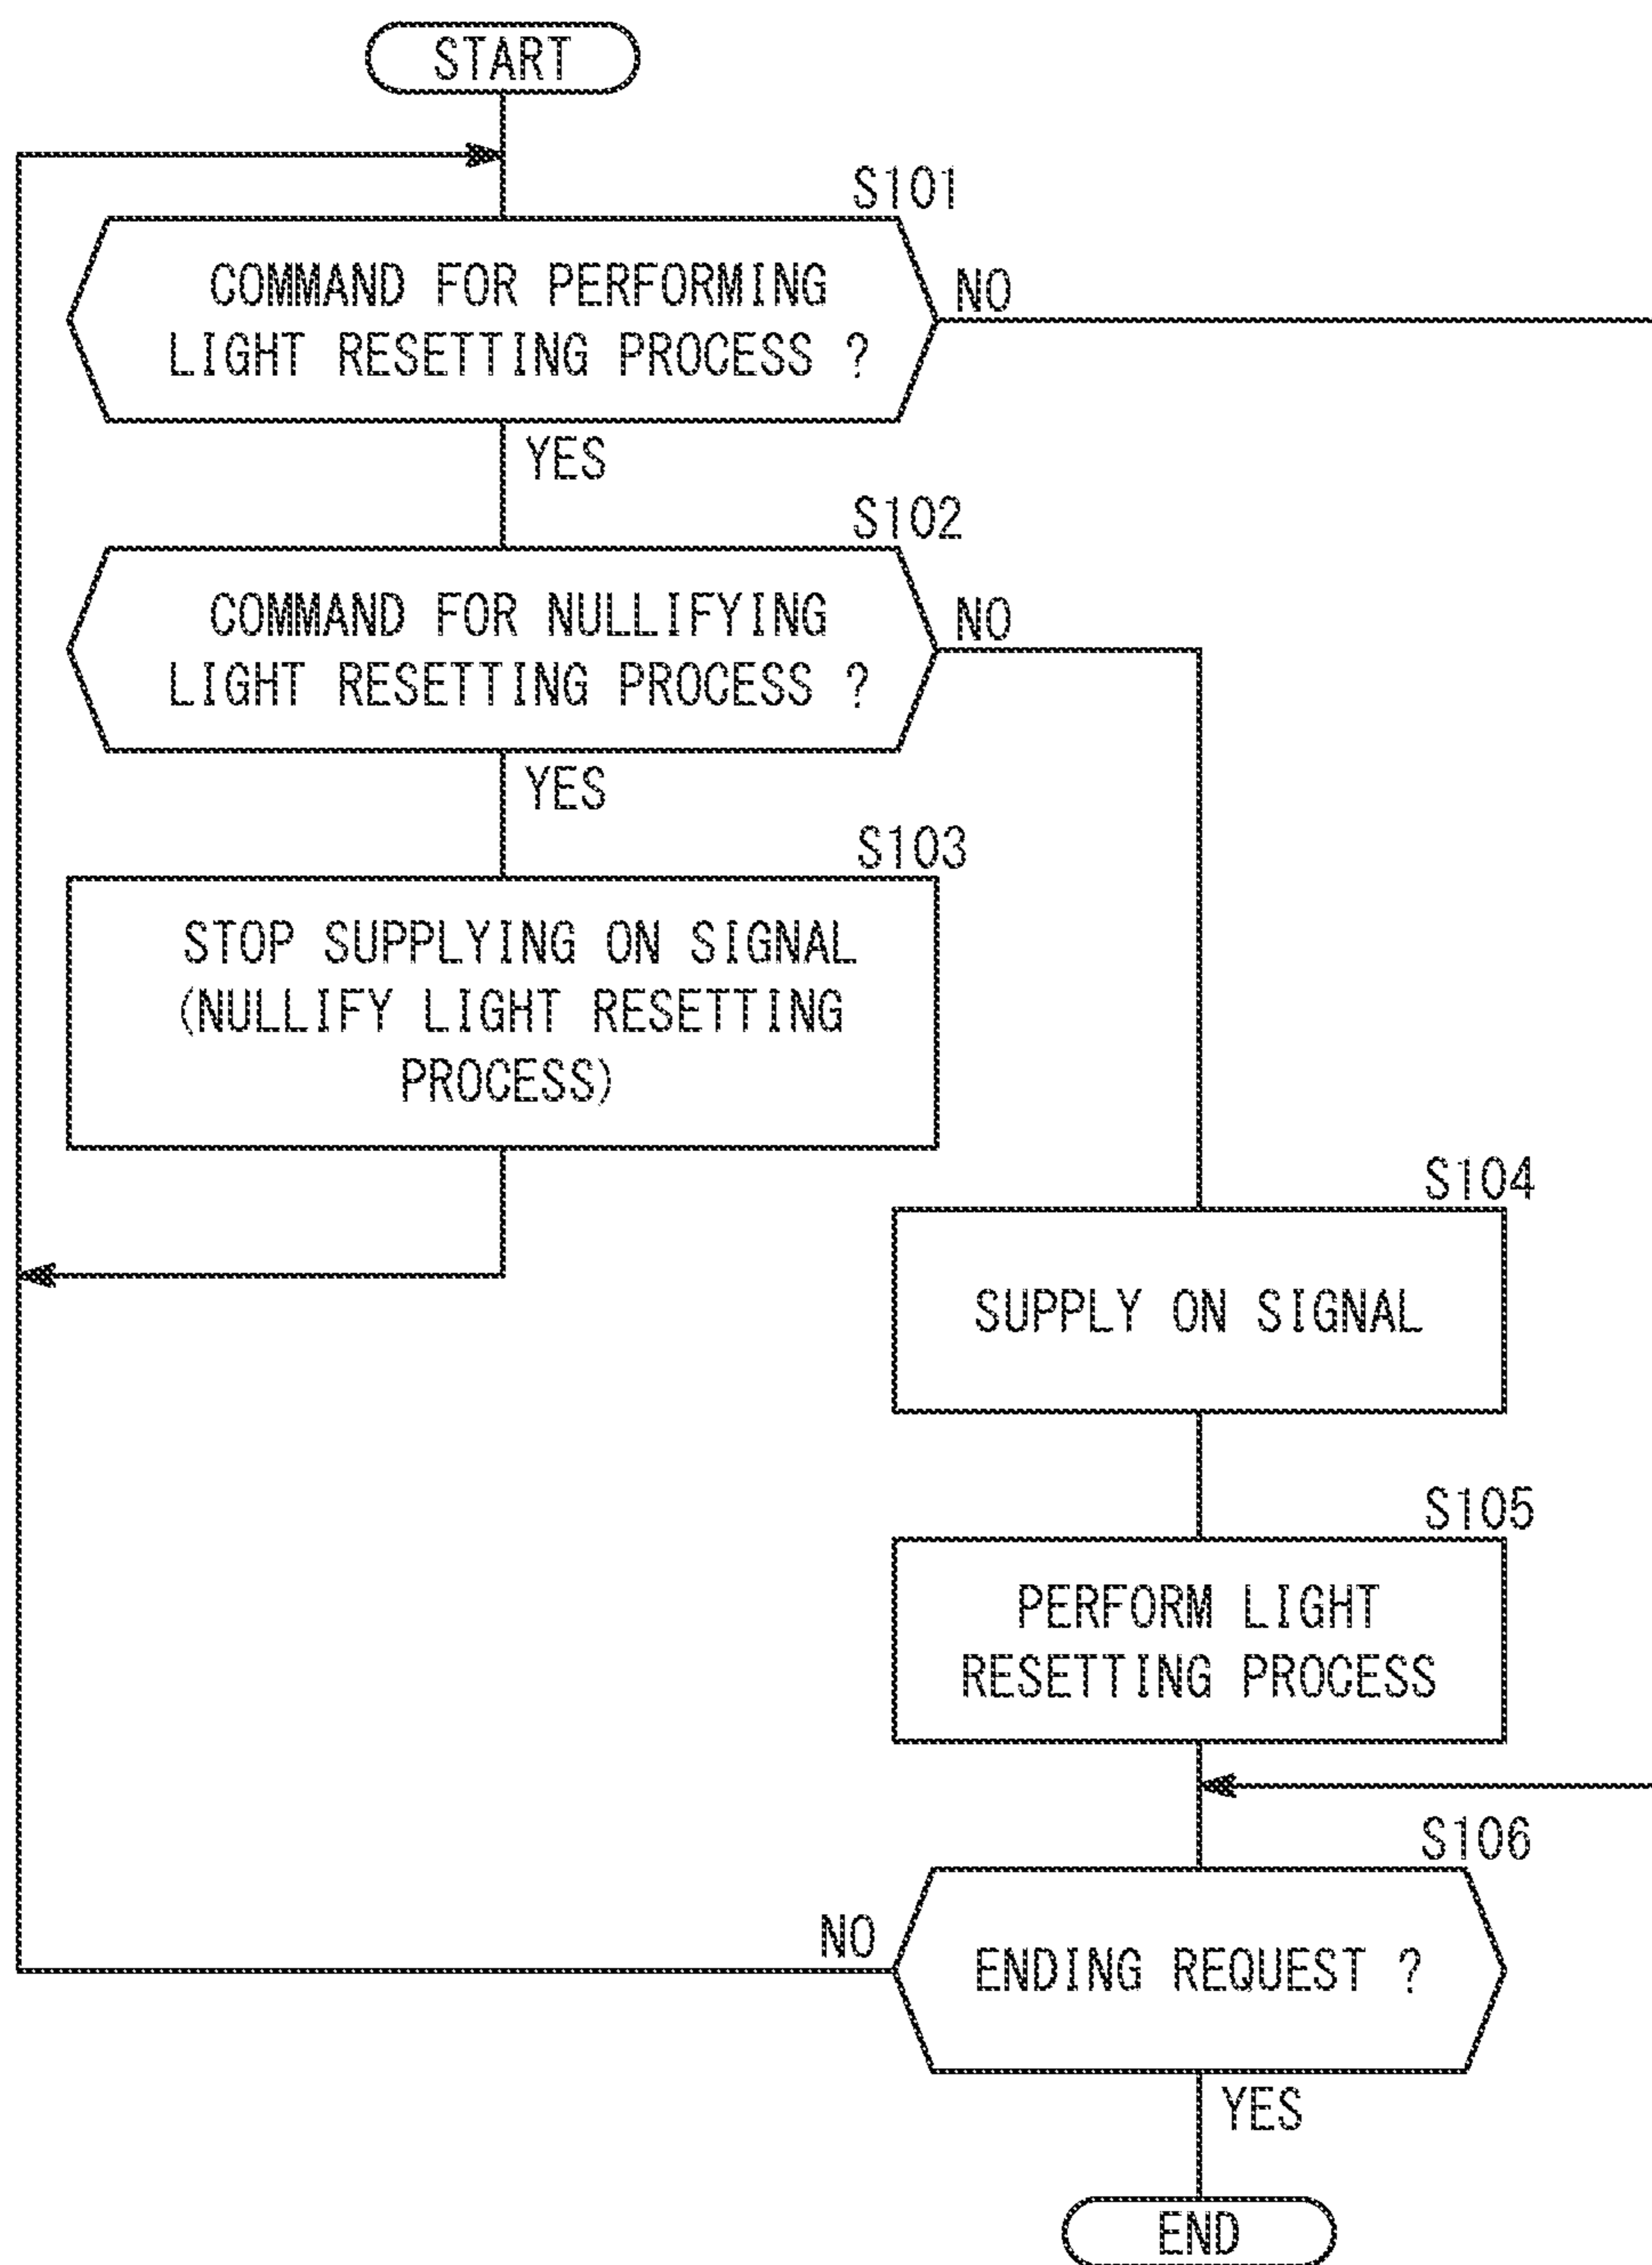 START
S101
COMMAND FOR PERFORMING
LIGHT RESETTING PROCESS ?
NO
YES
S102
COMMAND FOR NULLIFYING
LIGHT RESETTING PROCESS ?
NO
YES
S103
STOP SUPPLYING ON SIGNAL
(NULLIFY LIGHT RESETTING
PROCESS)
S104
SUPPLY ON SIGNAL
S105
PERFORM LIGHT
RESETTING PROCESS
S106
NO
ENDING REQUEST ?
YES
END